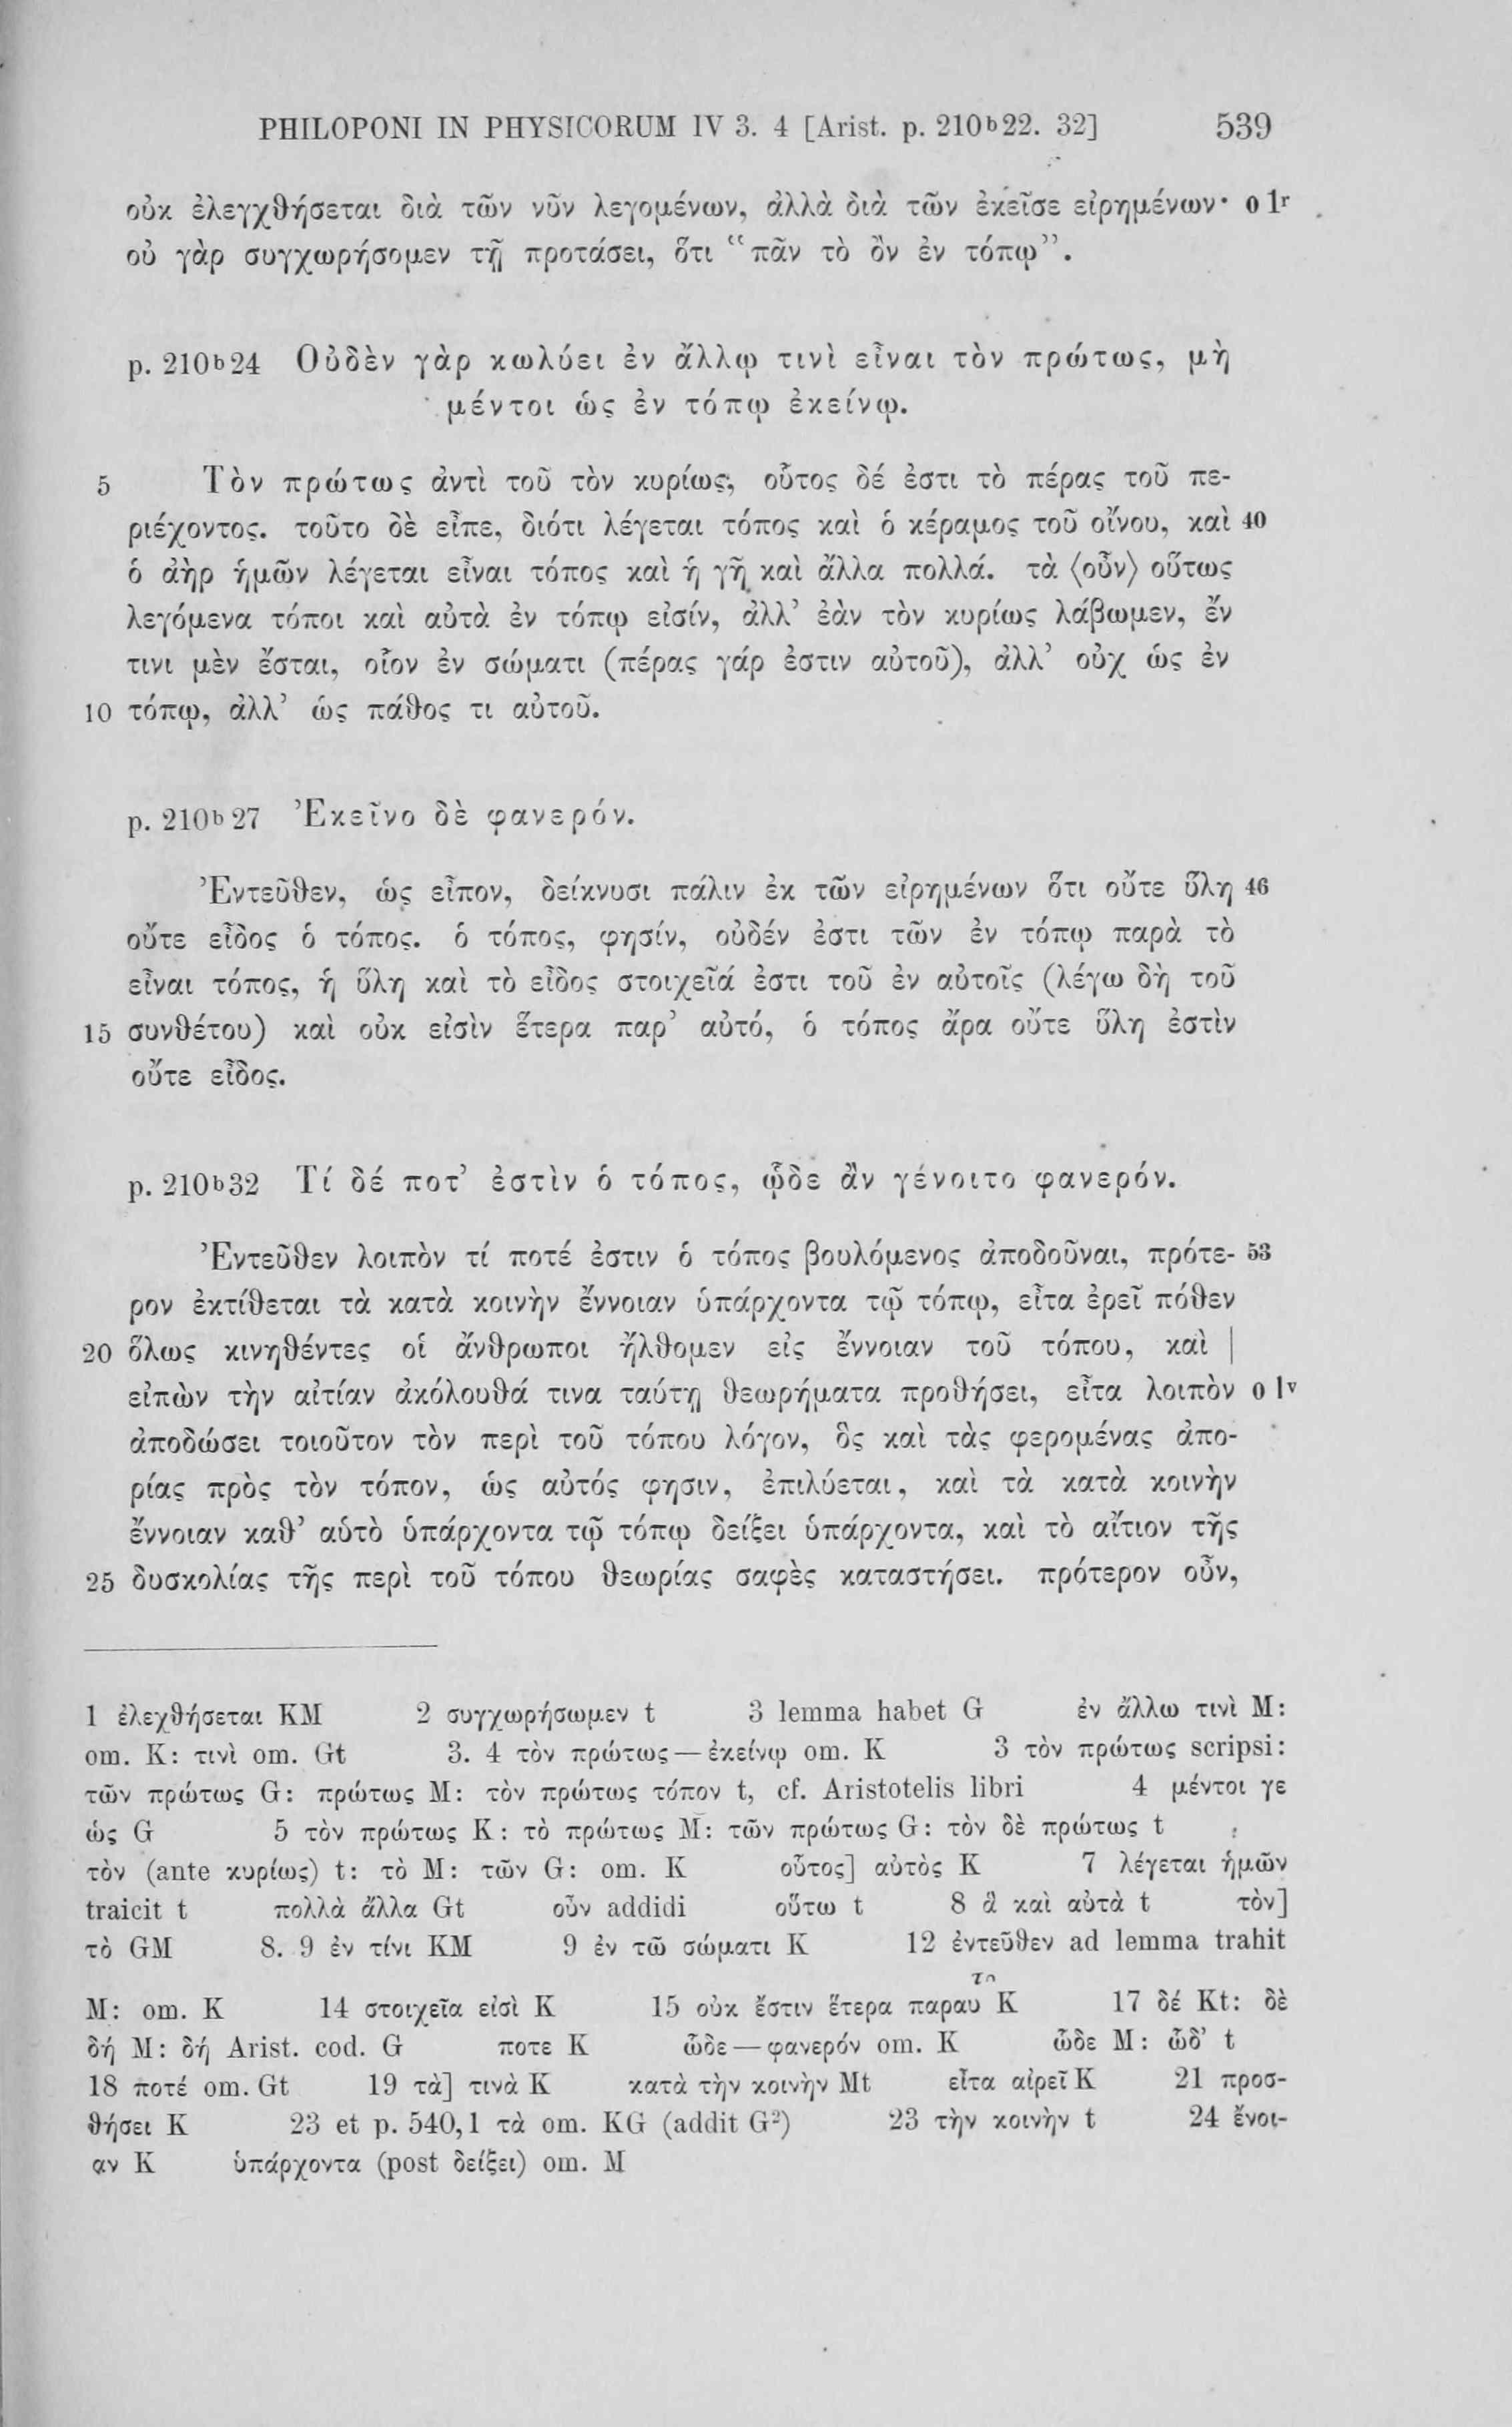 PHILOPONI IN PHYSICORUM IV 3. 4 [Arist. p. 210b22. 32] 539
οὐκ ἐλεγχθήσεται διὰ τῶν νῦν λεγομένων, ἀλλὰ διὰ τῶν ἐκεῖσε εἰρημένων· o 1r
οὐ γὰρ συγχωρήσομεν τῇ προτάσει, ὅτι "πᾶν τὸ ὂν ἐν τόπῳ".
p. 210b24 Οὐδὲν γὰρ κωλύει ἐν ἄλλῳ τινὶ εἶναι τὸν πρώτως, μὴ
μέντοι ὡς ἐν τόπῳ ἐκείνῳ.
5 Τὸν πρώτως ἀντὶ τοῦ τὸν κυρίως, οὗτος δέ ἐστι τὸ πέρας τοῦ πε-
ριέχοντος. τοῦτο δὲ εἶπε, διότι λέγεται τόπος καὶ ὁ κέραμος τοῦ οἴνου, καὶ 40
ὁ ἀὴρ ἡμῶν λέγεται εἶναι τόπος καὶ ἡ γῆ καὶ ἄλλα πολλά. τὰ ⟨οὖν⟩ οὕτως
λεγόμενα τόποι καὶ αὐτὰ ἐν τόπῳ εἰσίν, ἀλλ' ἐὰν τὸν κυρίως λάβωμεν, ἔν
τινι μὲν ἔσται, οἷον ἐν σώματι (πέρας γάρ ἐστιν αὐτοῦ), ἀλλ' οὐχ ὡς ἐν
10 τόπῳ, ἀλλ' ὡς πάθος τι αὐτοῦ.
p. 210b27 Ἐκεῖνο δὲ φανερόν.
Ἐντεῦθεν, ὡς εἶπον, δείκνυσι πάλιν ἐκ τῶν εἰρημένων ὅτι οὔτε ὕλη 46
οὔτε εἶδος ὁ τόπος. ὁ τόπος, φησίν, οὐδέν ἐστι τῶν ἐν τόπῳ παρὰ τὸ
εἶναι τόπος, ἡ ὕλη καὶ τὸ εἶδος στοιχεῖά ἐστι τοῦ ἐν αὐτοῖς (λέγω δὴ τοῦ
15 συνθέτου) καὶ οὐκ εἰσὶν ἕτερα παρ' αὐτό, ὁ τόπος ἄρα οὔτε ὕλη ἐστὶν
οὔτε εἶδος.
p. 210b32 Τί δέ ποτ' ἐστὶν ὁ τόπος, ᾧδε ἂν γένοιτο φανερόν.
Ἐντεῦθεν λοιπὸν τί ποτέ ἐστιν ὁ τόπος βουλόμενος ἀποδοῦναι, πρότε- 53
ρον ἐκτίθεται τὰ κατὰ κοινὴν ἔννοιαν ὑπάρχοντα τῷ τόπῳ, εἶτα ἐρεῖ πόθεν
20 ὅλως κινηθέντες οἱ ἄνθρωποι ἤλθομεν εἰς ἔννοιαν τοῦ τόπου, καὶ |
εἰπὼν τὴν αἰτίαν ἀκόλουθά τινα ταύτῃ θεωρήματα προθήσει, εἶτα λοιπὸν o 1v
ἀποδώσει τοιοῦτον τὸν περὶ τοῦ τόπου λόγον, ὃς καὶ τὰς φερομένας ἀπο-
ρίας πρὸς τὸν τόπον, ὡς αὐτός φησιν, ἐπιλύεται, καὶ τὰ κατὰ κοινὴν
ἔννοιαν καθ' αὑτὸ ὑπάρχοντα τῷ τόπῳ δείξει ὑπάρχοντα, καὶ τὸ αἴτιον τῆς
25 δυσκολίας τῆς περὶ τοῦ τόπου θεωρίας σαφὲς καταστήσει. πρότερον οὖν,
1 ἐλεχθήσεται KM 2 συγχωρήσωμεν t 3 lemma habet G ἐν ἄλλω τινὶ M:
om. K: τινὶ om. Gt 3. 4 τὸν πρώτως — ἐκείνῳ om. K 3 τὸν πρώτως scripsi:
τῶν πρώτως G: πρώτως M: τὸν πρώτως τόπον t, cf. Aristotelis libri 4 μέντοι γε
ὡς G 5 τὸν πρώτως K: τὸ πρώτως M: τῶν πρώτως G: τὸν δὲ πρώτως t
τὸν (ante κυρίως) t: τὸ M: τῶν G: om. K οὗτος] αὐτὸς K 7 λέγεται ἡμῶν
traicit t πολλὰ ἄλλα Gt οὖν addidi οὕτω t 8 ἃ καὶ αὐτὰ t τὸν]
τὸ GM 8. 9 ἐν τίνι KM 9 ἐν τῶ σώματι K 12 ἐντεῦθεν ad lemma trahit
M: om. K 14 στοιχεῖα εἰσὶ K 15 οὐκ ἔστιν ἕτερα παραυ K 17 δέ Kt: δὲ
δή M: δή Arist. cod. G ποτε K ὧδε — φανερόν om. K ὧδε M: ὧδ' t
18 ποτέ om. Gt 19 τὰ] τινὰ K κατὰ τὴν κοινὴν Mt εἶτα αἱρεῖ K 21 προσ-
θήσει K 23 et p. 540,1 τὰ om. KG (addit G2) 23 τὴν κοινὴν t 24 ἔνοι-
αν K ὑπάρχοντα (post δείξει) om. M